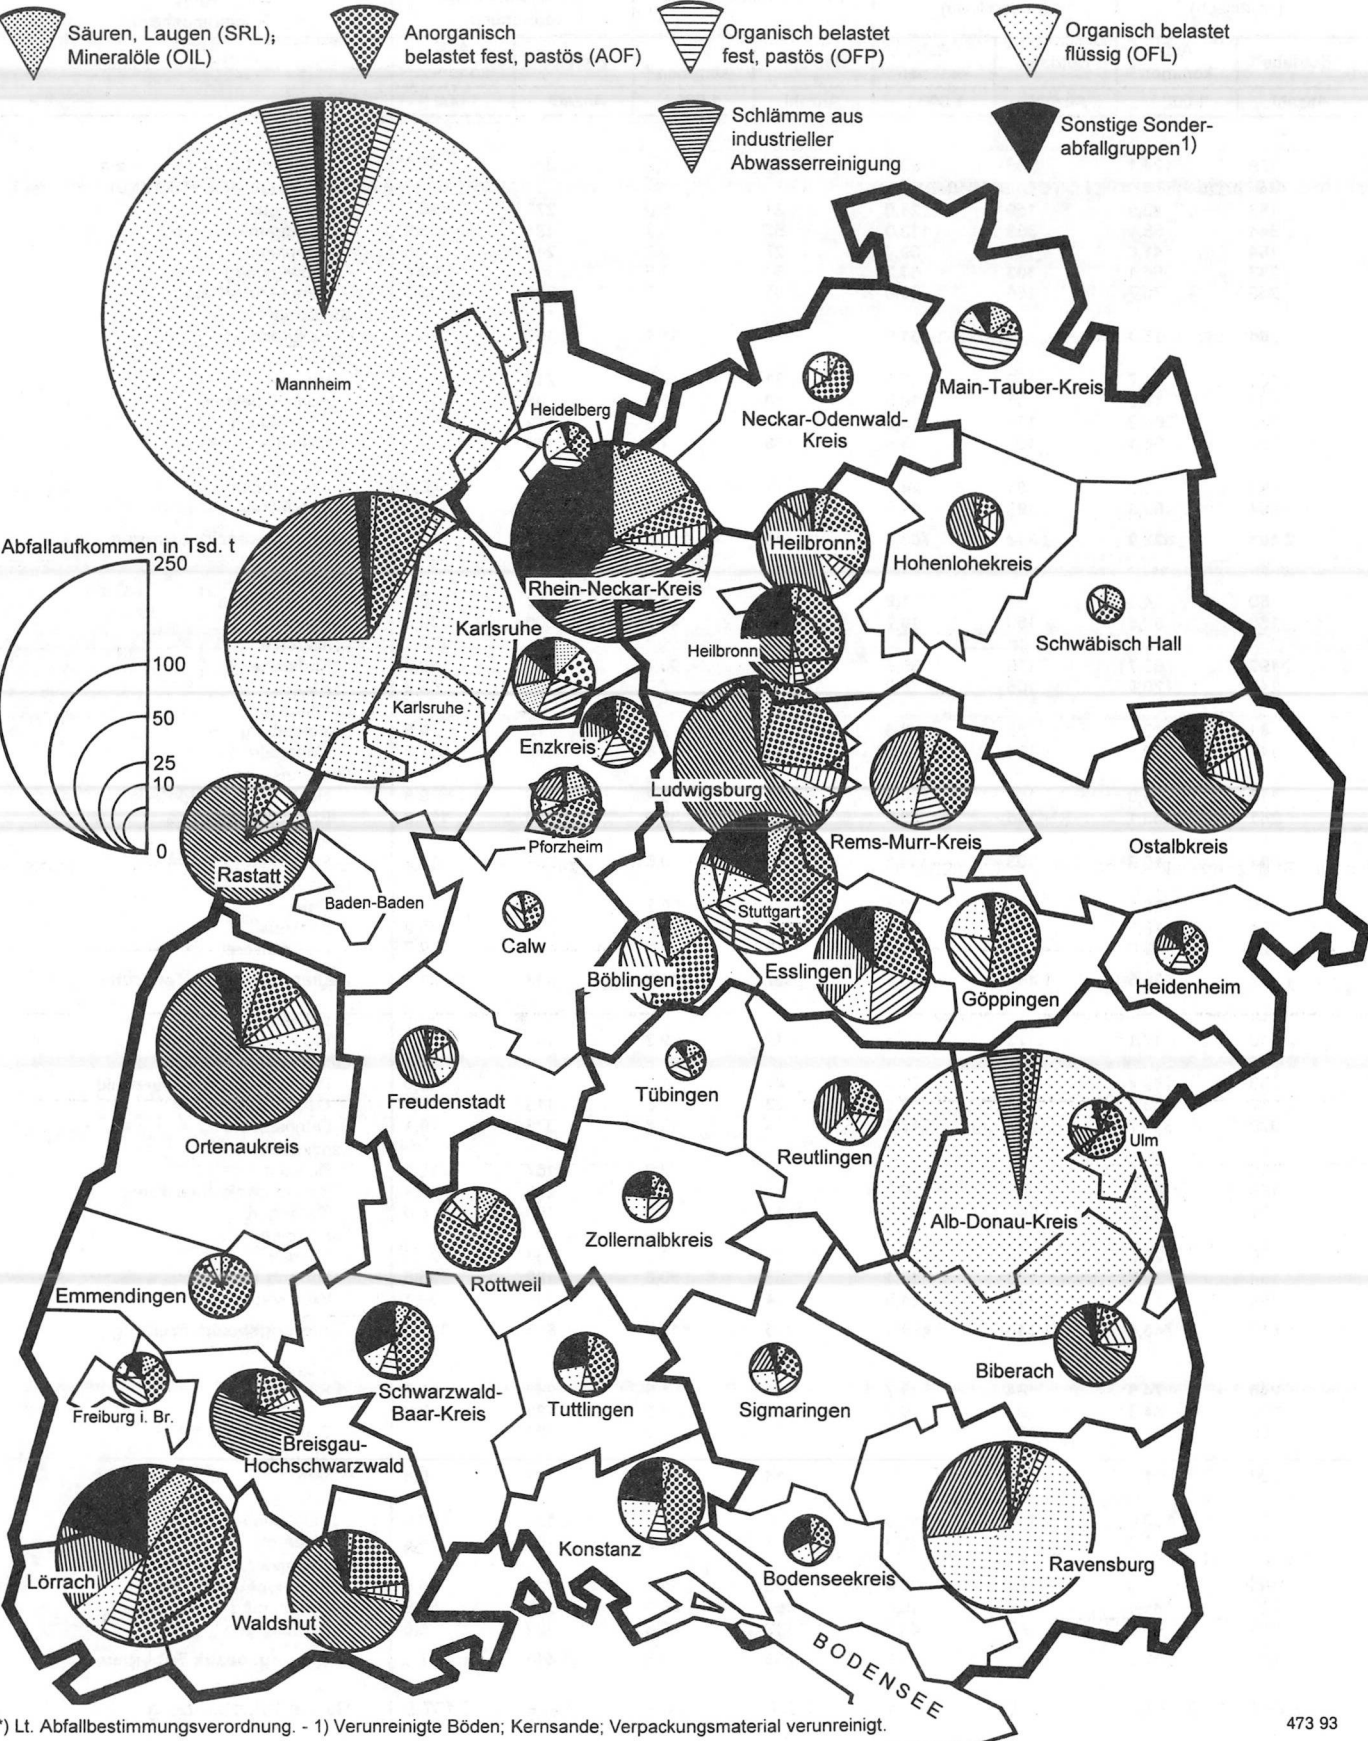 Säuren, Laugen (SRL);
Mineralöle (OIL)
Anorganisch
belastet fest, pastös (AOF)
Organisch belastet
fest, pastös (OFP)
Organisch belastet
flüssig (OFL)
Schlämme aus
industrieller
Abwasserreinigung
Sonstige Sonder-
abfallgruppen1)
Mannheim
Heidelberg
Neckar-Odenwald-
Kreis
Main-Tauber-Kreis
Abfallaufkommen in Tsd. t
250
100
50
25
10
0
Rhein-Neckar-Kreis
Heilbronn
Hohenlohekreis
Karlsruhe
Heilbronn
Schwäbisch Hall
Karlsruhe
Enzkreis
Ludwigsburg
Rems-Murr-Kreis
Ostalbkreis
Pforzheim
Rastatt
Baden-Baden
Calw
Stuttgart
Böblingen
Esslingen
Göppingen
Heidenheim
Ortenaukreis
Freudenstadt
Tübingen
Reutlingen
Ulm
Alb-Donau-Kreis
Zollernalbkreis
Rottweil
Emmendingen
Biberach
Freiburg i. Br.
Schwarzwald-
Baar-Kreis
Tuttlingen
Sigmaringen
Breisgau-
Hochschwarzwald
Konstanz
Bodenseekreis
Ravensburg
Lörrach
Waldshut
BODENSEE
*) Lt. Abfallbestimmungsverordnung. - 1) Verunreinigte Böden; Kernsande; Verpackungsmaterial verunreinigt.
473 93